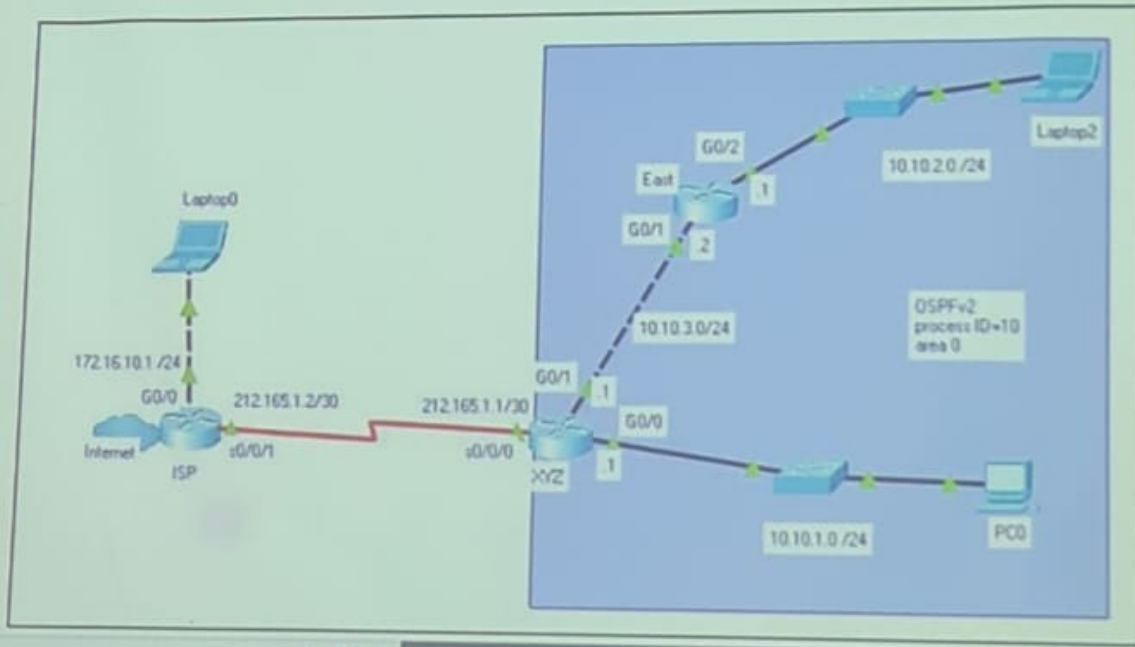 Laptop0
172.16.10.1 /24
G0/0
Internet
ISP
212.165.1.2/30
s0/0/1
212.165.1.1/30
s0/0/0
XYZ
G0/1
.1
G0/0
.1
10.10.3.0/24
East
G0/2
.1
G0/1
.2
10.10.2.0 /24
Laptop2
OSPFv2
process ID=10
area 0
10.10.1.0 /24
PC0